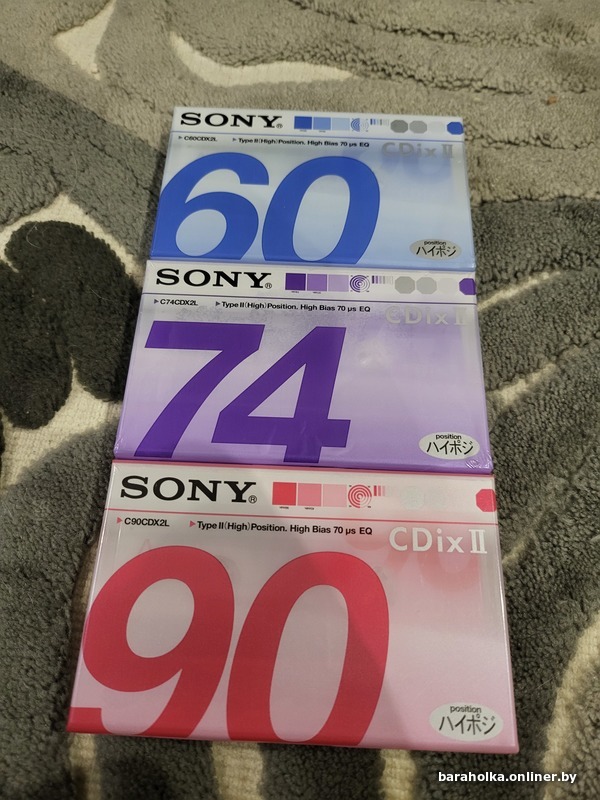 SONY®
C60CDX2L Type II(High)Position. High Bias 70 µs EQ
CDix II
60
position
ハイポジ
SONY®
C74CDX2L Type II(High)Position. High Bias 70 µs EQ
CDix II
74
position
ハイポジ
SONY®
C90CDX2L Type II(High)Position. High Bias 70 µs EQ
CDix II
90
position
ハイポジ
baraholka.onliner.by